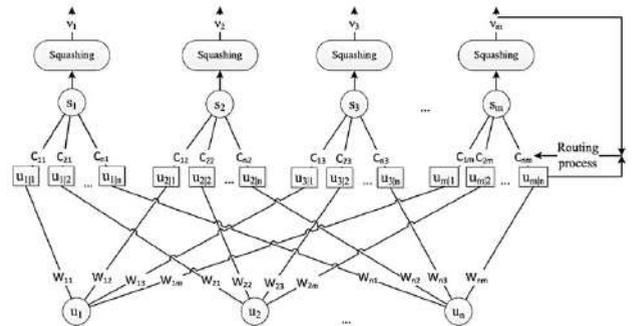 v1 v2 v3 vm
Squashing Squashing Squashing Squashing
s1 s2 s3 ... sm
C11 C21 Cn1 C12 C22 Cn2 C13 C23 Cn3 C1m C2m Cnm Routing process
u1|1 u1|2 ... u1|n u2|1 u2|2 ... u2|n u3|1 u3|2 ... u3|n um|1 um|2 ... um|n
W11 W12 W13 W1m W21 W22 W23 W2m Wn1 Wn2 Wn3 Wnm
u1 u2 ... un